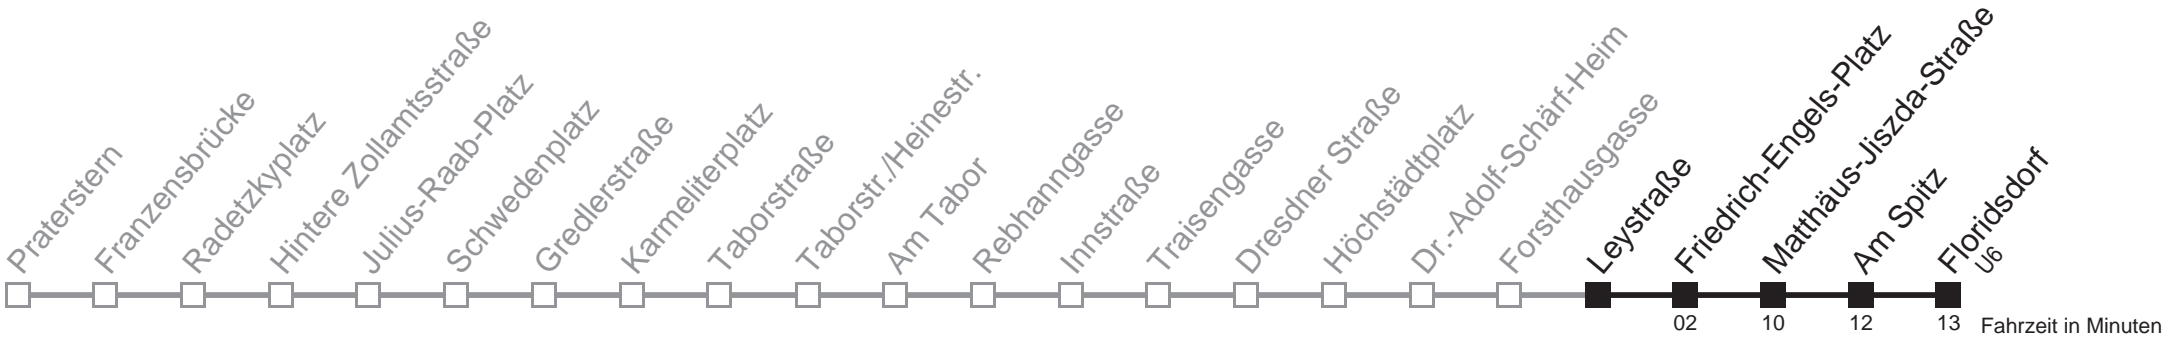 Praterstern
Franzensbrücke
Radetzkyplatz
Hintere Zollamtsstraße
Julius-Raab-Platz
Schwedenplatz
Gredlerstraße
Karmeliterplatz
Taborstraße
Taborstr./Heinestr.
Am Tabor
Rebhanngasse
Innstraße
Traisengasse
Dresdner Straße
Höchstädtplatz
Dr.-Adolf-Schärf-Heim
Forsthausgasse
Leystraße
Friedrich-Engels-Platz
Matthäus-Jiszda-Straße
Am Spitz
Floridsdorf
U6
02 10 12 13 Fahrzeit in Minuten